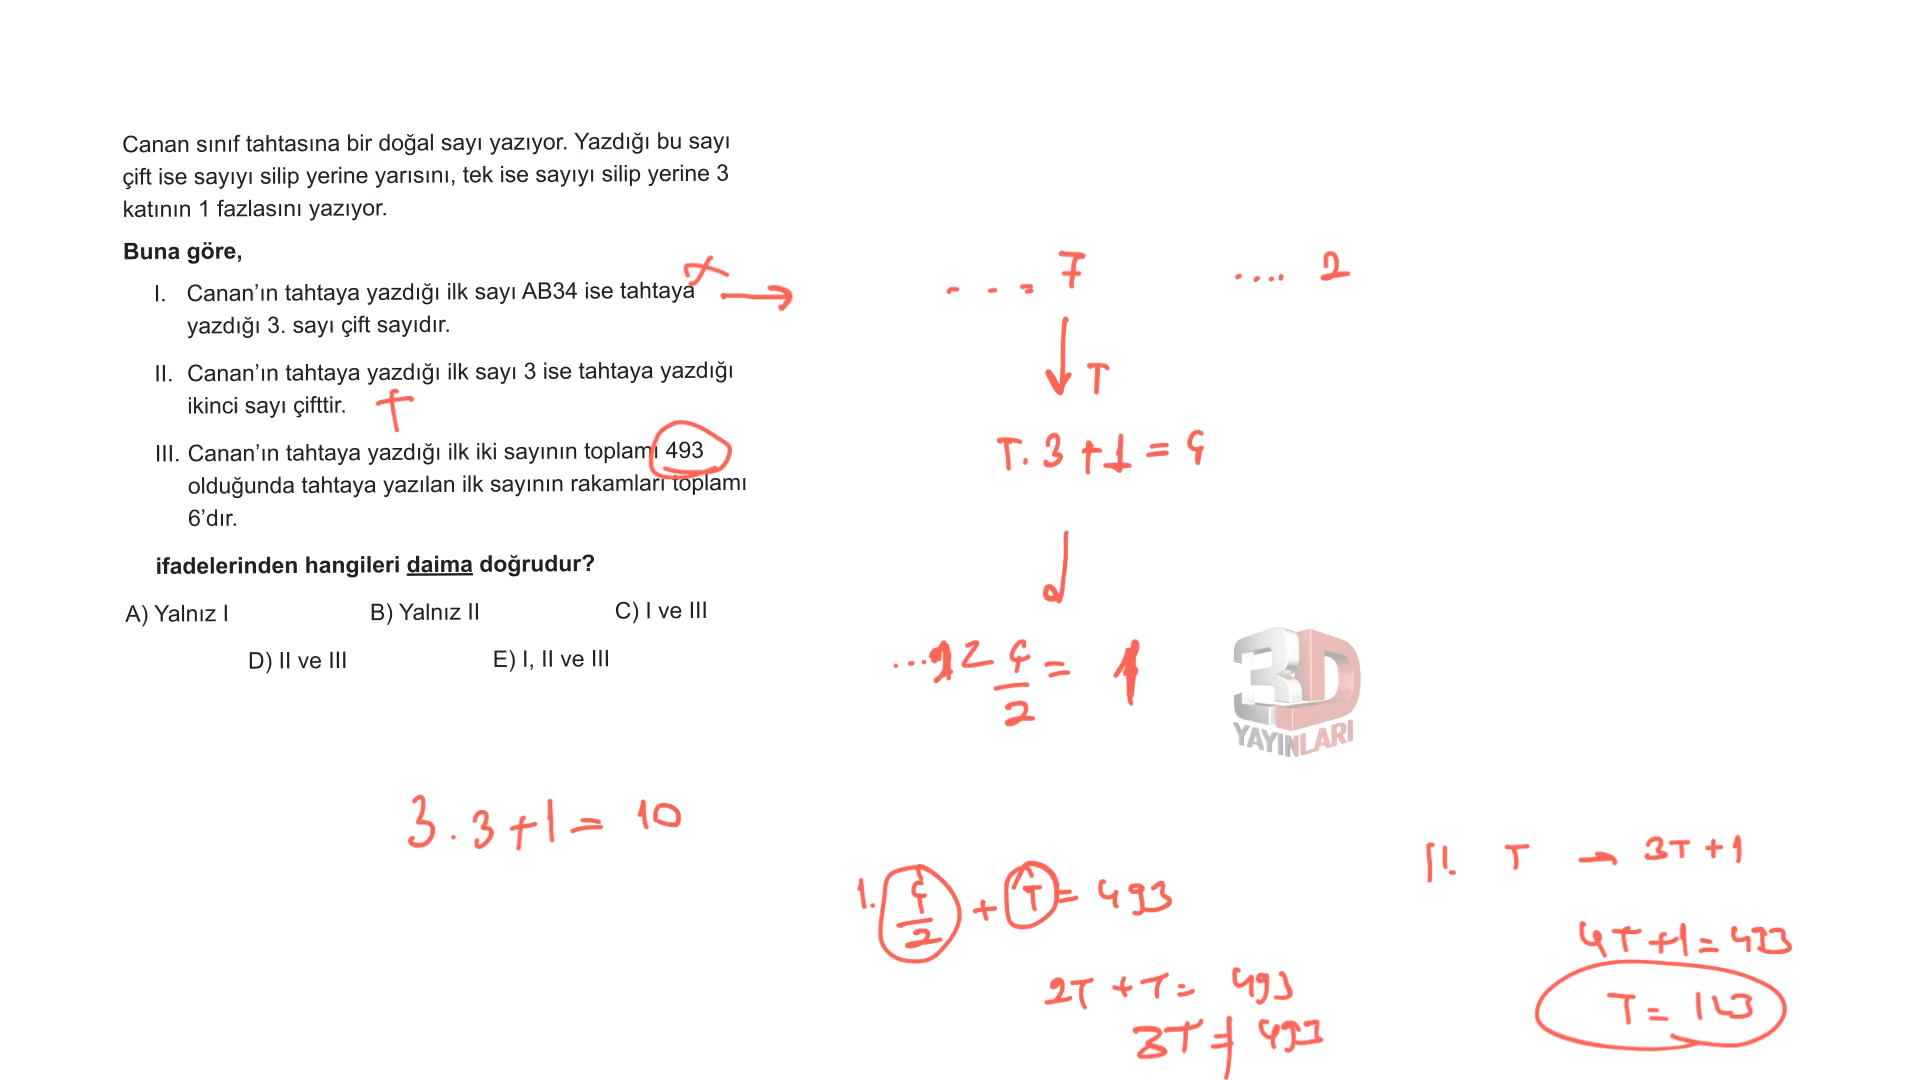 Canan sınıf tahtasına bir doğal sayı yazıyor. Yazdığı bu sayı
çift ise sayıyı silip yerine yarısını, tek ise sayıyı silip yerine 3
katının 1 fazlasını yazıyor.
Buna göre,
I. Canan’ın tahtaya yazdığı ilk sayı AB34 ise tahtaya
yazdığı 3. sayı çift sayıdır.
II. Canan’ın tahtaya yazdığı ilk sayı 3 ise tahtaya yazdığı
ikinci sayı çifttir.
III. Canan’ın tahtaya yazdığı ilk iki sayının toplamı 493
olduğunda tahtaya yazılan ilk sayının rakamları toplamı
6’dır.
ifadelerinden hangileri daima doğrudur?
A) Yalnız I B) Yalnız II C) I ve III
D) II ve III E) I, II ve III
.... 7 .... 2
T
T. 3 +1 = Ç
Ç/2 =
3D
YAYINLARI
3 . 3 +1 = 10
1. Ç/2 + T = 493
2T + T = 493
3T = 493
II. T → 3T +1
4T +1 = 493
T = 123